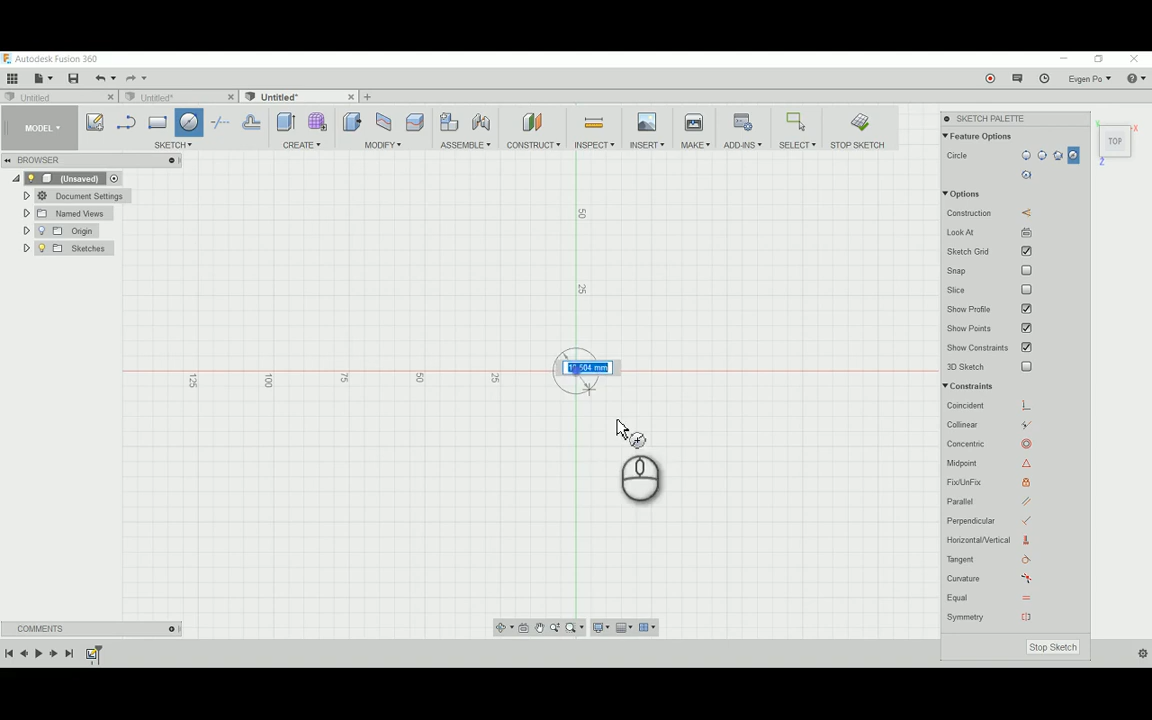 Autodesk Fusion 360
Evgen Po
Untitled
Untitled*
Untitled*
MODEL
SKETCH
CREATE
MODIFY
ASSEMBLE
CONSTRUCT
INSPECT
INSERT
MAKE
ADD-INS
SELECT
STOP SKETCH
BROWSER
(Unsaved)
Document Settings
Named Views
Origin
Sketches
50
25
125
100
75
50
25
SKETCH PALETTE
Feature Options
Circle
Options
Construction
Look At
Sketch Grid
Snap
Slice
Show Profile
Show Points
Show Constraints
3D Sketch
Constraints
Coincident
Collinear
Concentric
Midpoint
Fix/UnFix
Parallel
Perpendicular
Horizontal/Vertical
Tangent
Curvature
Equal
Symmetry
Stop Sketch
TOP
X
Y
Z
COMMENTS
mm